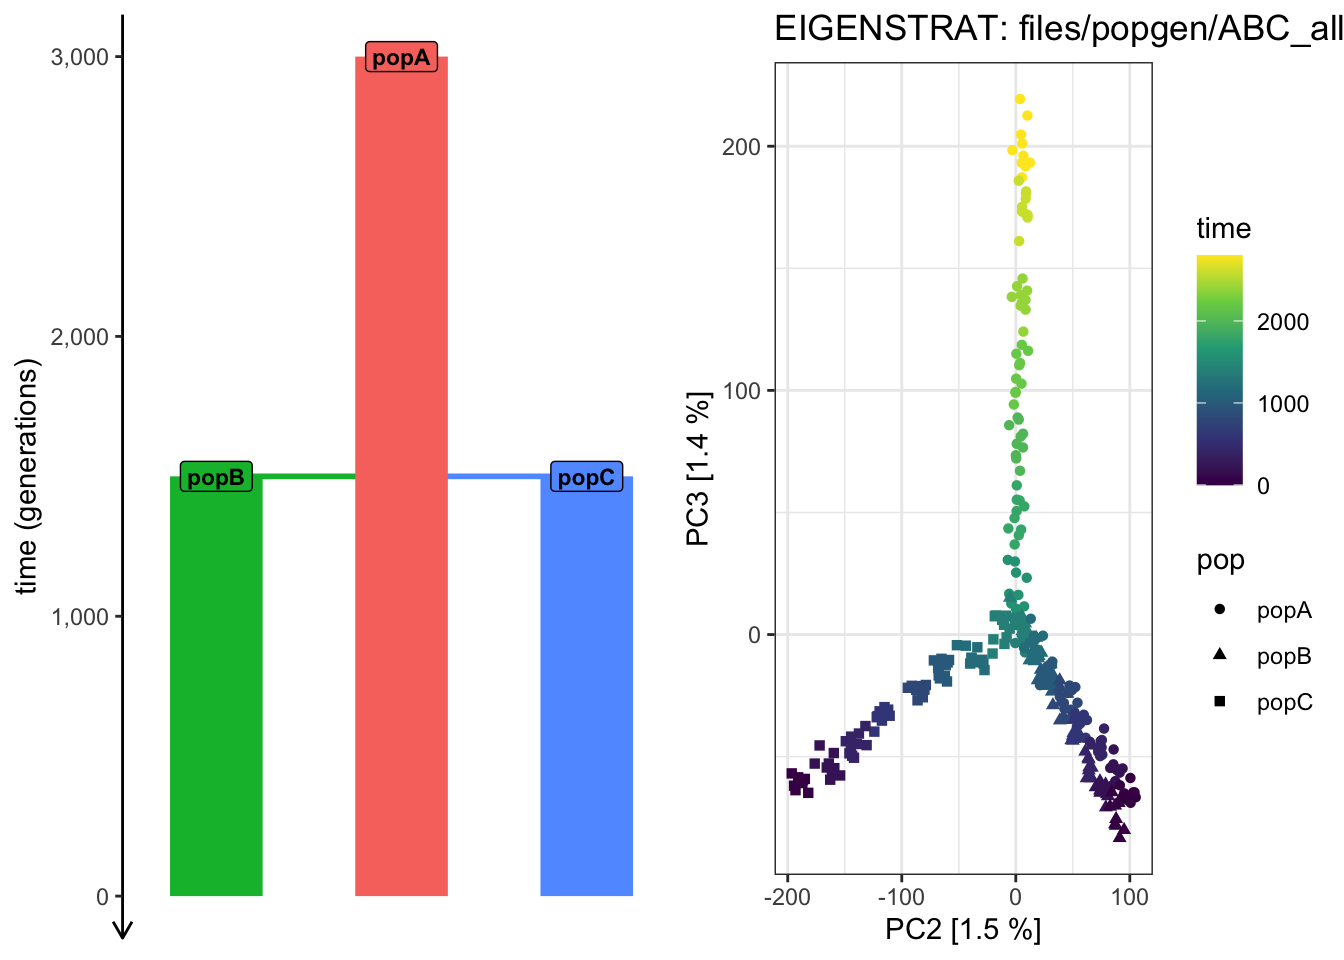 time (generations)
3,000
2,000
1,000
0
popA
popB
popC
EIGENSTRAT: files/popgen/ABC_all
PC3 [1.4 %]
200
100
0
-200
-100
0
100
PC2 [1.5 %]
time
2000
1000
0
pop
popA
popB
popC